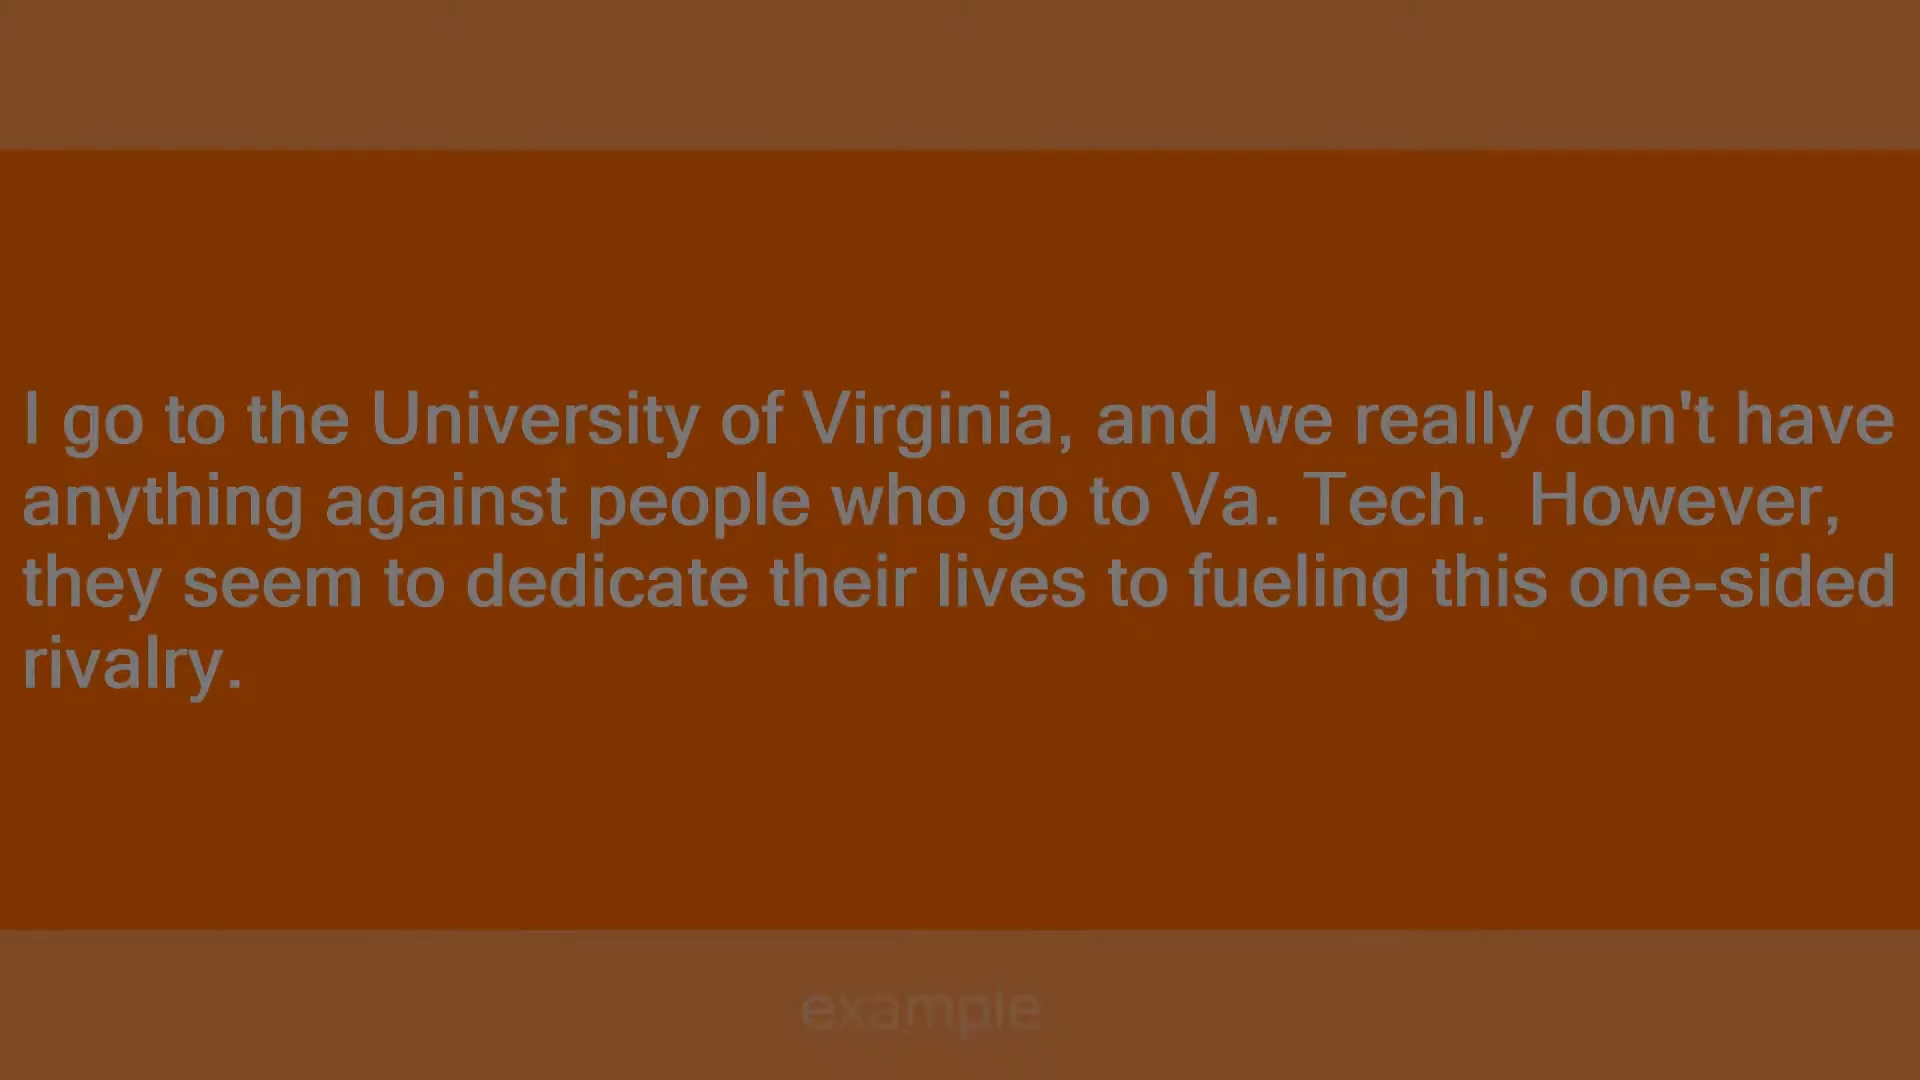 I go to the University of Virginia, and we really don't have
anything against people who go to Va. Tech.  However,
they seem to dedicate their lives to fueling this one-sided
rivalry.
example